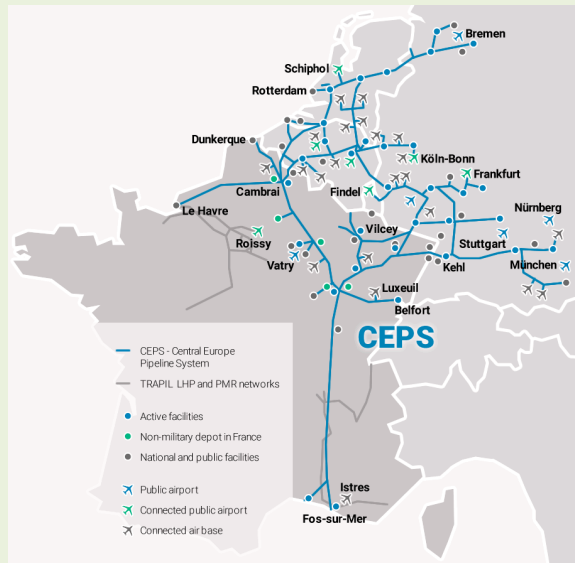 Bremen
Schiphol
Rotterdam
Dunkerque
Köln-Bonn
Cambrai
Frankfurt
Findel
Le Havre
Nürnberg
Vilcey
Roissy
Stuttgart
Vatry
Kehl
München
Luxeuil
Belfort
CEPS
CEPS - Central Europe
Pipeline System
TRAPIL LHP and PMR networks
Active facilities
Non-military depot in France
National and public facilities
Public airport
Connected public airport
Connected air base
Istres
Fos-sur-Mer